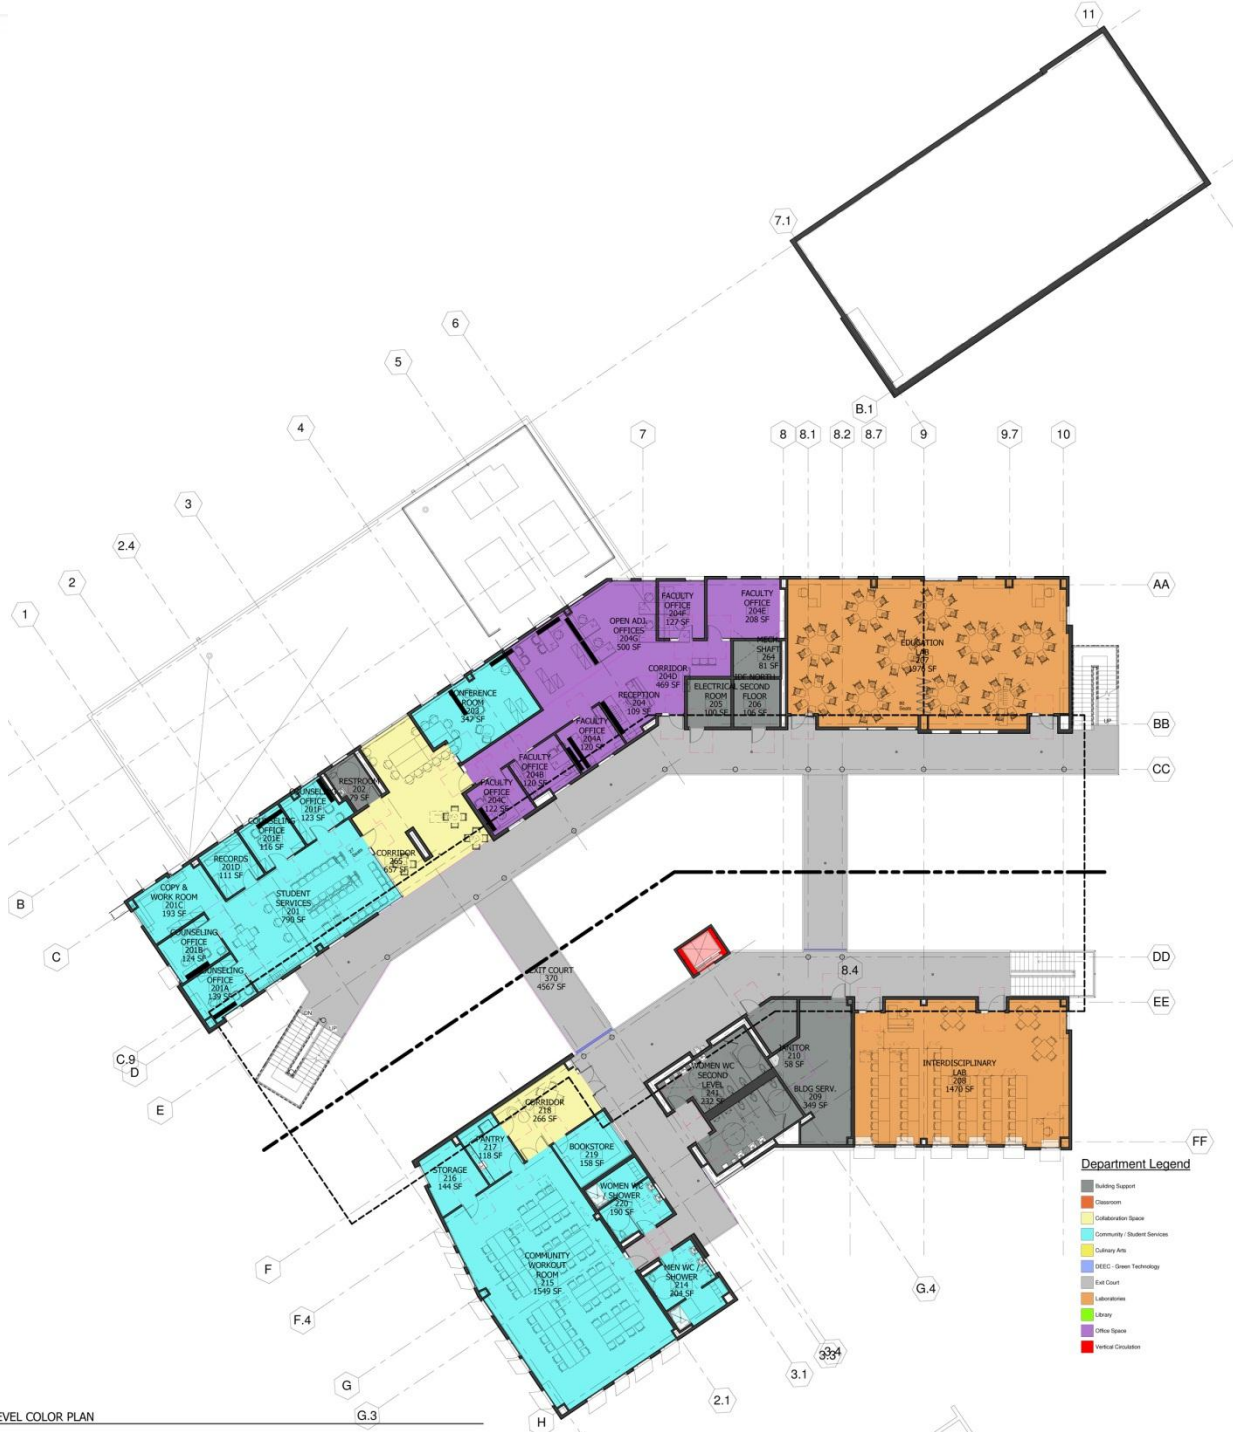 11
7.1
6
5
B.1
4
7
8
8.1
8.2
8.7
9
9.7
10
3
2.4
2
1
AA
FACULTY
OFFICE
204F
127 SF
FACULTY
OFFICE
204E
208 SF
OPEN ADJ.
OFFICES
204G
500 SF
MECH.
SHAFT
264
81 SF
EDUCATION
LAB
207
1976 SF
CORRIDOR
204D
469 SF
CONFERENCE
ROOM
203
347 SF
RECEPTION
204
109 SF
ELECTRICAL
ROOM
205
100 SF
IDF NORTH
SECOND
FLOOR
206
106 SF
UP
BB
FACULTY
OFFICE
204A
120 SF
FACULTY
OFFICE
204B
120 SF
CC
RESTROOM
202
79 SF
FACULTY
OFFICE
204C
122 SF
COUNSELING
OFFICE
201F
123 SF
COUNSELING
OFFICE
201E
116 SF
CORRIDOR
265
657 SF
RECORDS
201D
111 SF
B
COPY &
WORK ROOM
201C
193 SF
STUDENT
SERVICES
201
790 SF
C
COUNSELING
OFFICE
201B
124 SF
COUNSELING
OFFICE
201A
139 SF
EXIT COURT
370
4567 SF
DD
8.4
EE
DN
UP
C.9
D
E
JANITOR
210
58 SF
WOMEN WC
SECOND
LEVEL
241
232 SF
BLDG SERV.
209
349 SF
INTERDISCIPLINARY
LAB
208
1470 SF
CORRIDOR
218
266 SF
FF
PANTRY
217
118 SF
BOOKSTORE
219
158 SF
STORAGE
216
144 SF
WOMEN WC
/ SHOWER
220
190 SF
COMMUNITY
WORKOUT
ROOM
215
1549 SF
MEN WC /
SHOWER
214
204 SF
F
F.4
G
G.3
H
2.1
3.1
3.3
3.4
G.4
Department Legend
Building Support
Classroom
Collaboration Space
Community / Student Services
Culinary Arts
DEEC - Green Technology
Exit Court
Laboratories
Library
Office Space
Vertical Circulation
EVEL COLOR PLAN